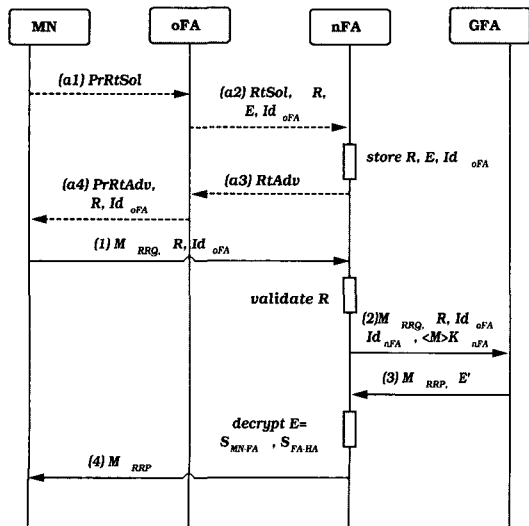 MN oFA nFA GFA
(a1) PrRtSol
(a2) RtSol, R,
E, Id oFA
store R, E, Id oFA
(a3) RtAdv
(a4) PrRtAdv,
R, Id oFA
(1) M RRQ, R, Id oFA
validate R
(2)M RRQ, R, Id oFA
Id nFA , <M>K nFA
(3) M RRP, E'
decrypt E=
S MN-FA , S FA-HA
(4) M RRP